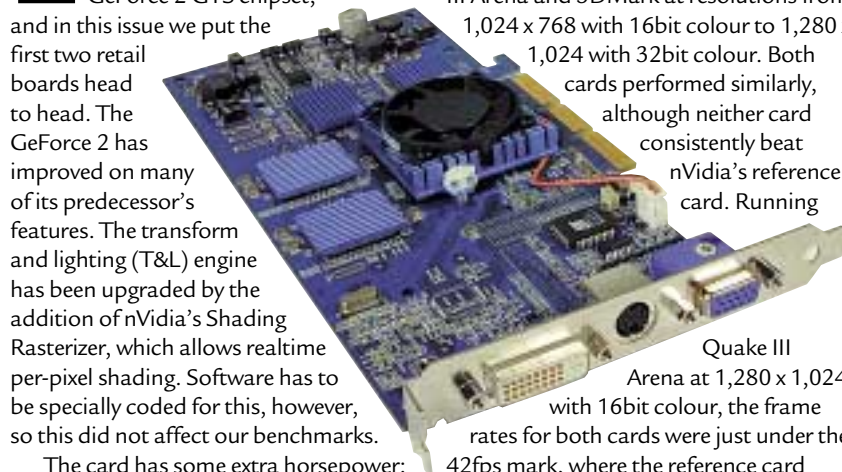 GeForce 2 GTS chipset,
and in this issue we put the
first two retail
boards head
to head. The
GeForce 2 has
improved on many
of its predecessor's
features. The transform
and lighting (T&L) engine
has been upgraded by the
addition of nVidia's Shading
Rasterizer, which allows realtime
per-pixel shading. Software has to
be specially coded for this, however,
so this did not affect our benchmarks.
The card has some extra horsepower;
III Arena and 3DMark at resolutions from
1,024 x 768 with 16bit colour to 1,280 x
1,024 with 32bit colour. Both
cards performed similarly,
although neither card
consistently beat
nVidia's reference
card. Running
Quake III
Arena at 1,280 x 1,024
with 16bit colour, the frame
rates for both cards were just under the
42fps mark, where the reference card